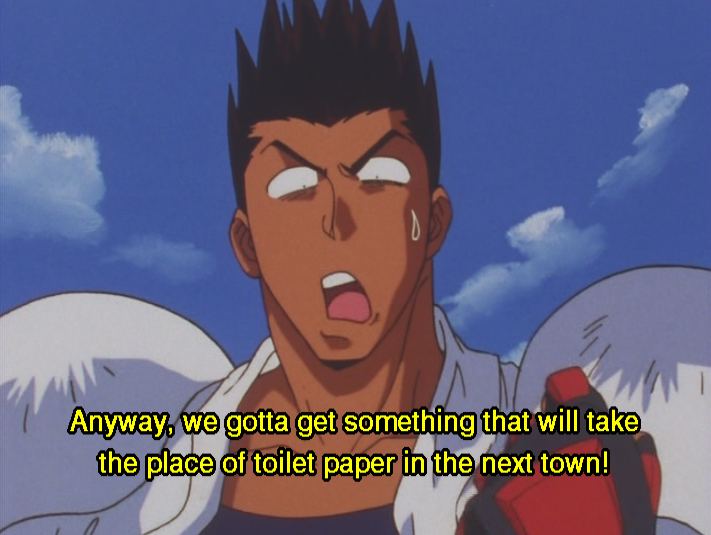 Anyway, we gotta get something that will take
the place of toilet paper in the next town!